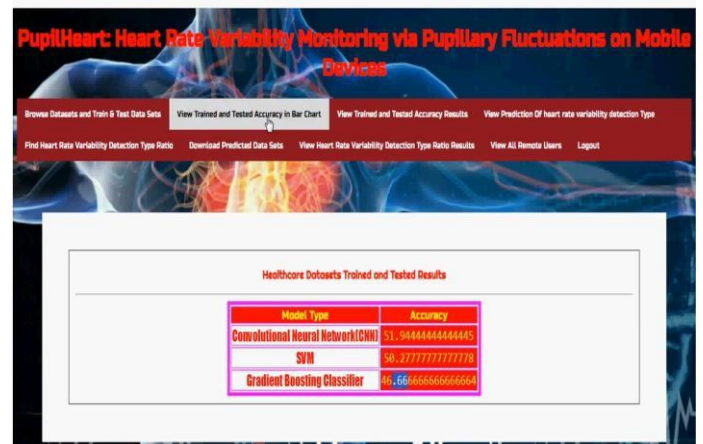 PupilHeart: Heart Rate Variability Monitoring via Pupillary Fluctuations on Mobile
Devices
Browse Datasets and Train & Test Data Sets View Trained and Tested Accuracy in Bar Chart View Trained and Tested Accuracy Results View Prediction Of heart rate variability detection Type
Find Heart Rate Variability Detection Type Ratio Download Predicted Data Sets View Heart Rate Variability Detection Type Ratio Results View All Remote Users Logout
Healthcare Datasets Trained and Tested Results
Model Type Accuracy
Convolutional Neural Network(CNN) 51.94444444444445
SVM 50.27777777777778
Gradient Boosting Classifier 46.666666666666664